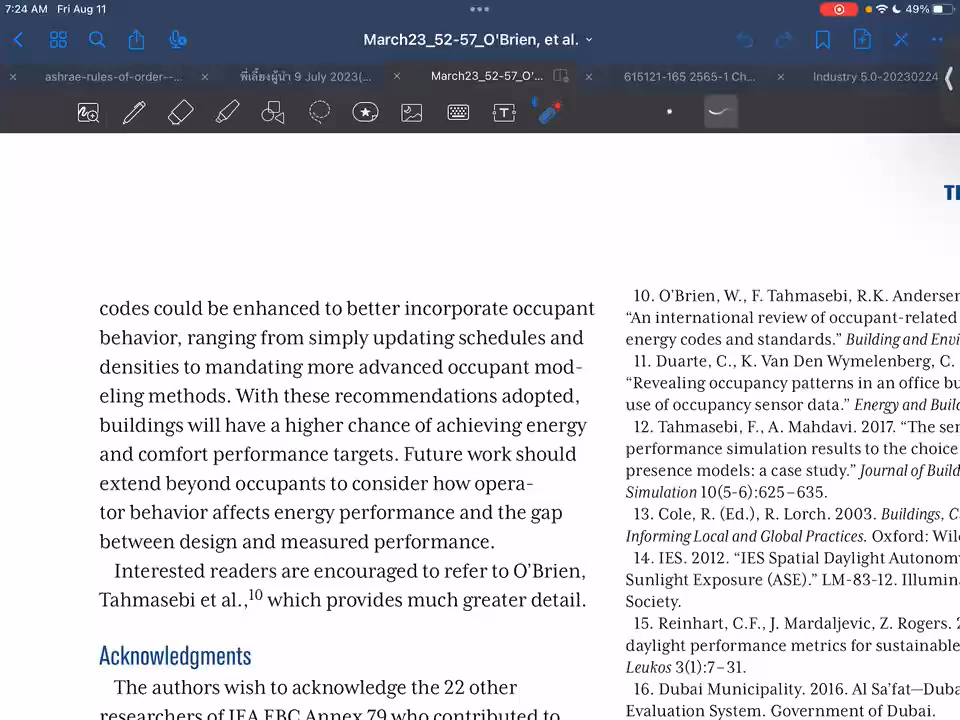 7:24 AM Fri Aug 11
49%
March23_52-57_O'Brien, et al.
ashrae-rules-of-order--...
พี่เลี้ยงผู้นำ 9 July 2023(...
March23_52-57_O'...
615121-165 2565-1 Ch...
Industry 5.0-20230224
codes could be enhanced to better incorporate occupant
behavior, ranging from simply updating schedules and
densities to mandating more advanced occupant mod-
eling methods. With these recommendations adopted,
buildings will have a higher chance of achieving energy
and comfort performance targets. Future work should
extend beyond occupants to consider how opera-
tor behavior affects energy performance and the gap
between design and measured performance.
Interested readers are encouraged to refer to O’Brien,
Tahmasebi et al.,10 which provides much greater detail.
Acknowledgments
The authors wish to acknowledge the 22 other
researchers of IEA EBC Annex 79 who contributed to
10. O’Brien, W., F. Tahmasebi, R.K. Andersen
“An international review of occupant-related
energy codes and standards.” Building and Envi
11. Duarte, C., K. Van Den Wymelenberg, C.
“Revealing occupancy patterns in an office bu
use of occupancy sensor data.” Energy and Build
12. Tahmasebi, F., A. Mahdavi. 2017. “The sen
performance simulation results to the choice
presence models: a case study.” Journal of Build
Simulation 10(5-6):625–635.
13. Cole, R. (Ed.), R. Lorch. 2003. Buildings, C
Informing Local and Global Practices. Oxford: Wil
14. IES. 2012. “IES Spatial Daylight Autonom
Sunlight Exposure (ASE).” LM-83-12. Illumina
Society.
15. Reinhart, C.F., J. Mardaljevic, Z. Rogers. 2
daylight performance metrics for sustainable
Leukos 3(1):7–31.
16. Dubai Municipality. 2016. Al Sa’fat—Duba
Evaluation System. Government of Dubai.